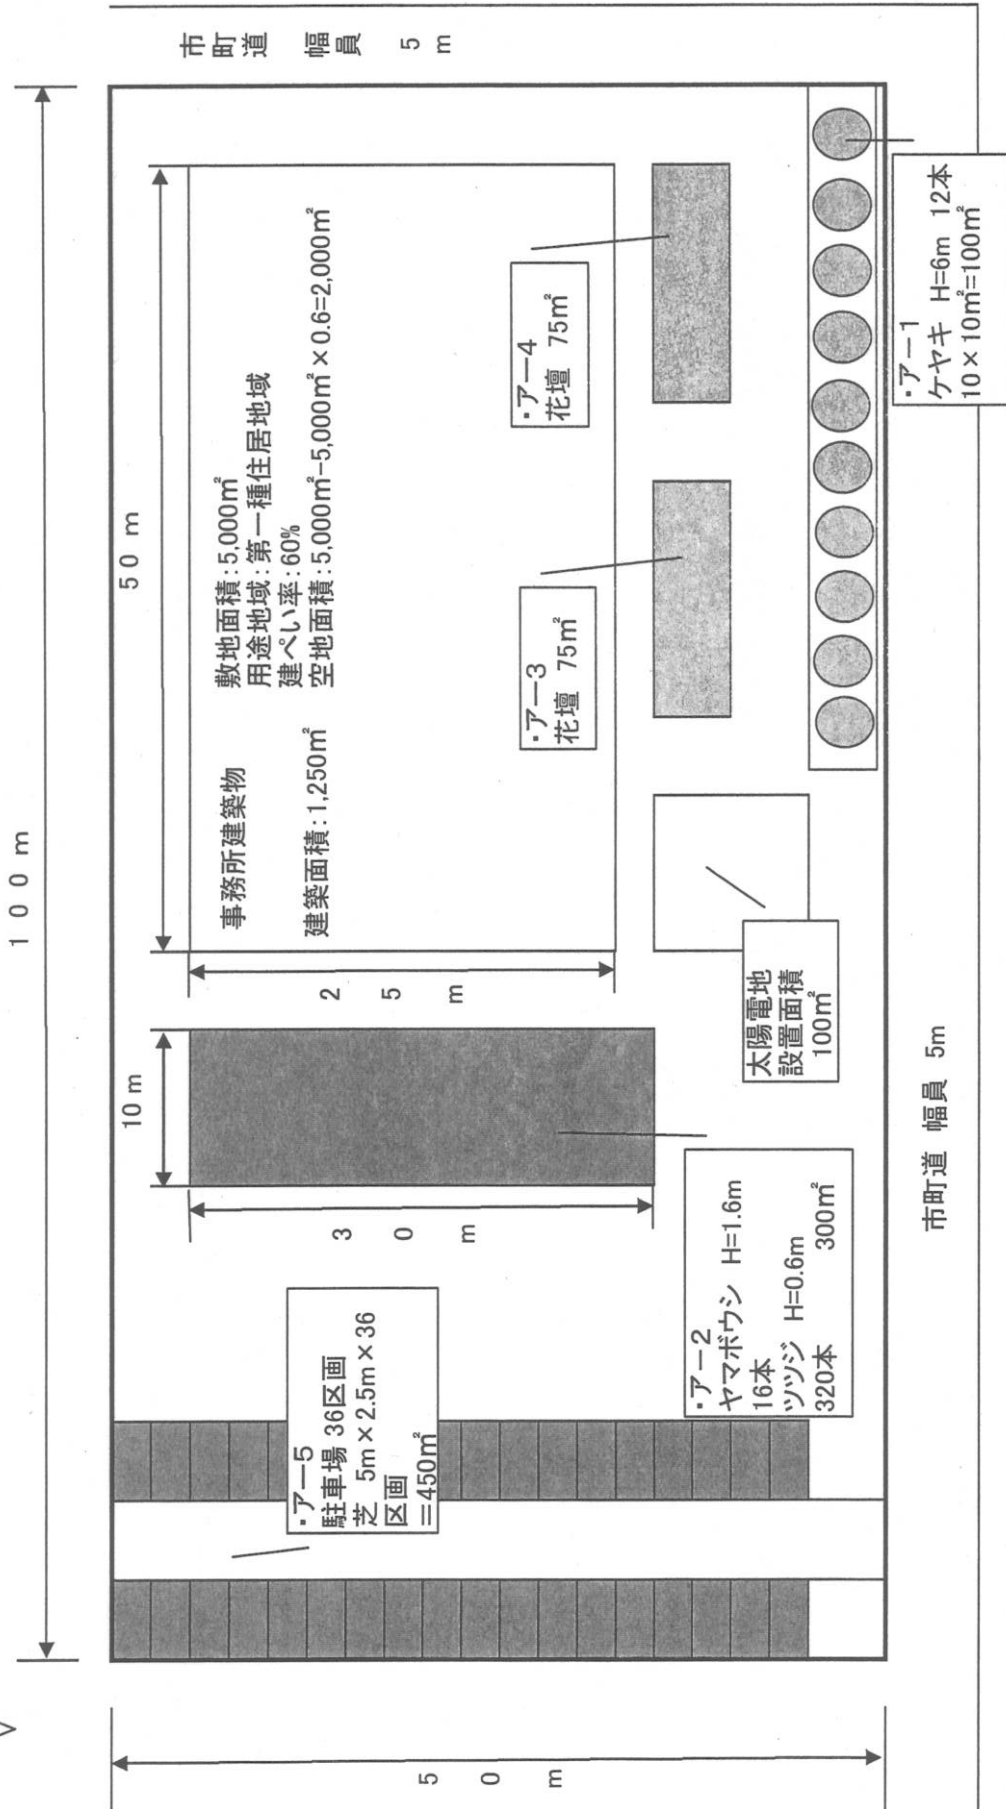 100m
50m
市町道 幅員 5m
50m
25m
10m
30m
事務所建築物
建築面積:1,250㎡
敷地面積:5,000㎡
用途地域:第一種住居地域
建ぺい率:60%
空地面積:5,000㎡-5,000㎡×0.6=2,000㎡
・アー5
駐車場 36区画
芝 5m×2.5m×36
区画
=450㎡
・アー2
ヤマボウシ H=1.6m
16本
ツツジ H=0.6m
320本 300㎡
太陽電地
設置面積
100㎡
・アー3
花壇 75㎡
・アー4
花壇 75㎡
・アー1
ケヤキ H=6m 12本
10×10㎡=100㎡
市町道 幅員 5m